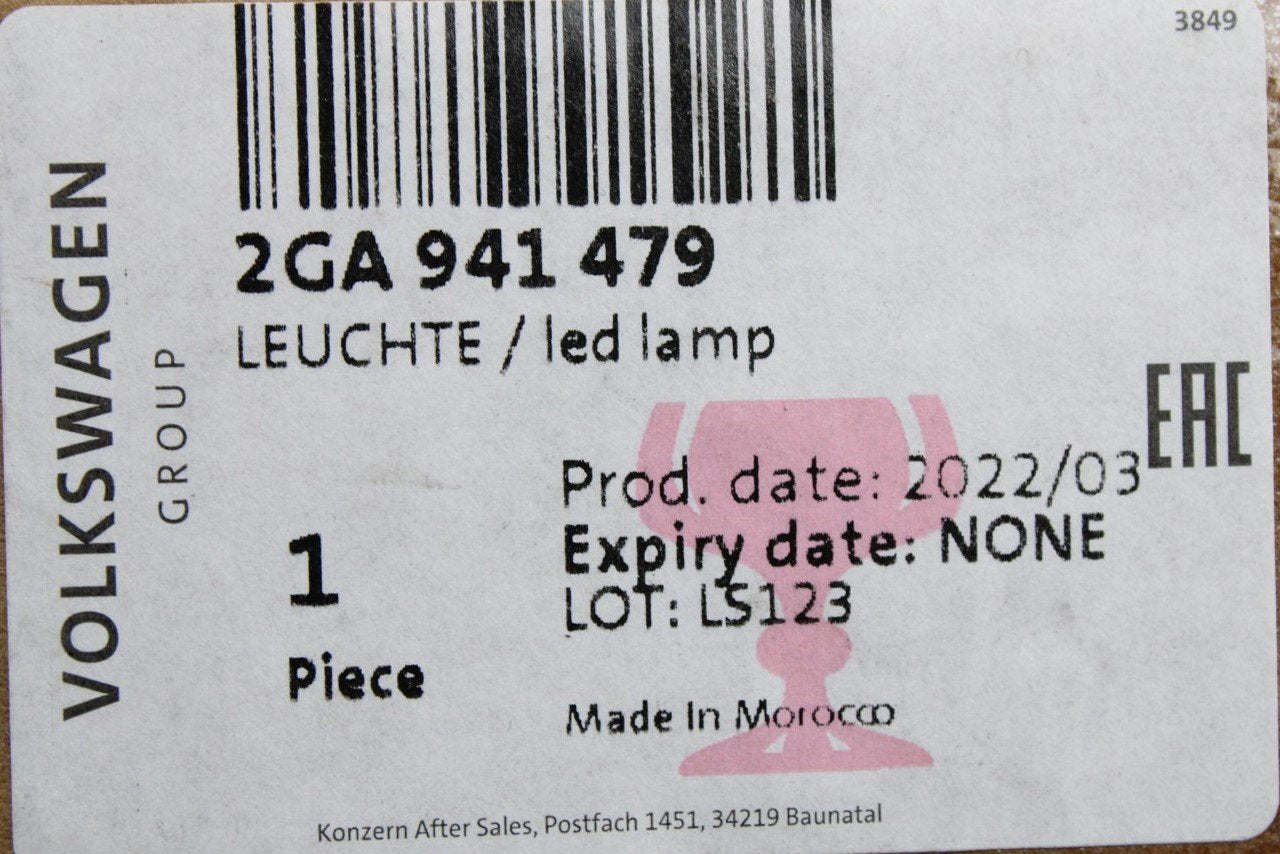 3849
VOLKSWAGEN
GROUP
2GA 941 479
LEUCHTE / led lamp
EAC
Prod. date: 2022/03
Expiry date: NONE
LOT: LS123
1
Piece
Made In Morocco
Konzern After Sales, Postfach 1451, 34219 Baunatal